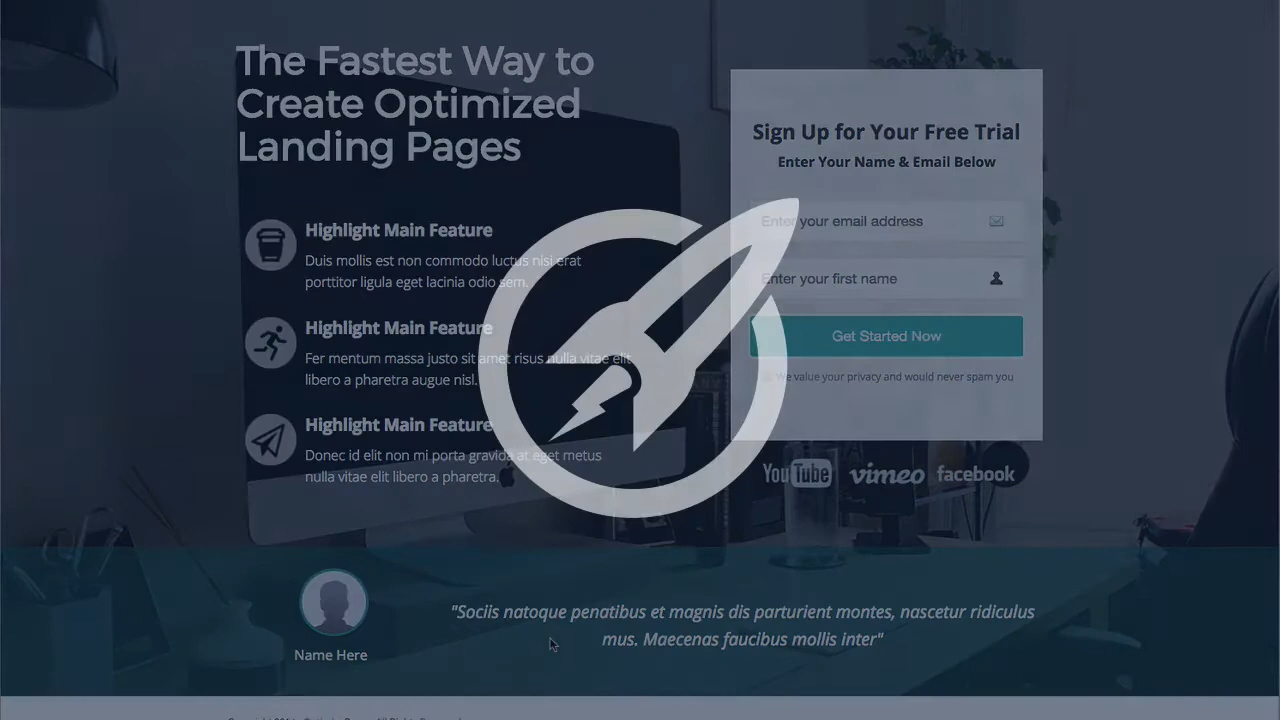 The Fastest Way to
Create Optimized
Landing Pages
Highlight Main Feature
Duis mollis est non commodo luctus nisi erat
porttitor ligula eget lacinia odio sem.
Highlight Main Feature
Fer mentum massa justo sit amet risus nulla vitae elit
libero a pharetra augue nisl.
Highlight Main Feature
Donec id elit non mi porta gravida at eget metus
nulla vitae elit libero a pharetra.
Sign Up for Your Free Trial
Enter Your Name & Email Below
Enter your email address
Enter your first name
Get Started Now
We value your privacy and would never spam you
YouTube vimeo facebook
Name Here
"Sociis natoque penatibus et magnis dis parturient montes, nascetur ridiculus
mus. Maecenas faucibus mollis inter"